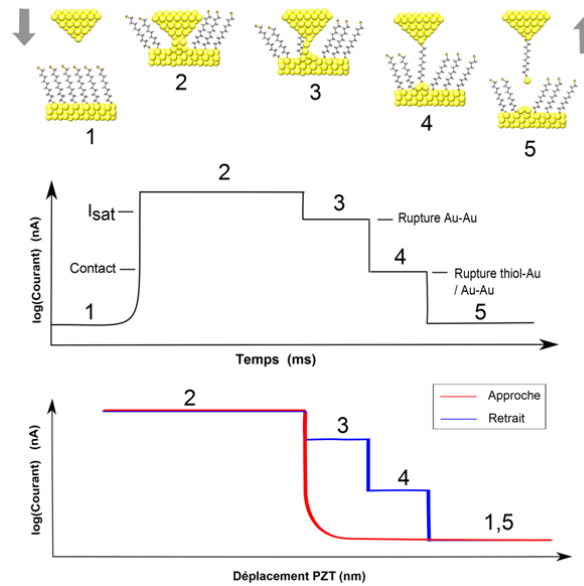 1
2
3
4
5
log(Courant) (nA)
I_sat
Contact
1
2
3
4
5
Rupture Au-Au
Rupture thiol-Au
/ Au-Au
Temps (ms)
log(Courant) (nA)
2
3
4
1,5
Approche
Retrait
Déplacement PZT (nm)